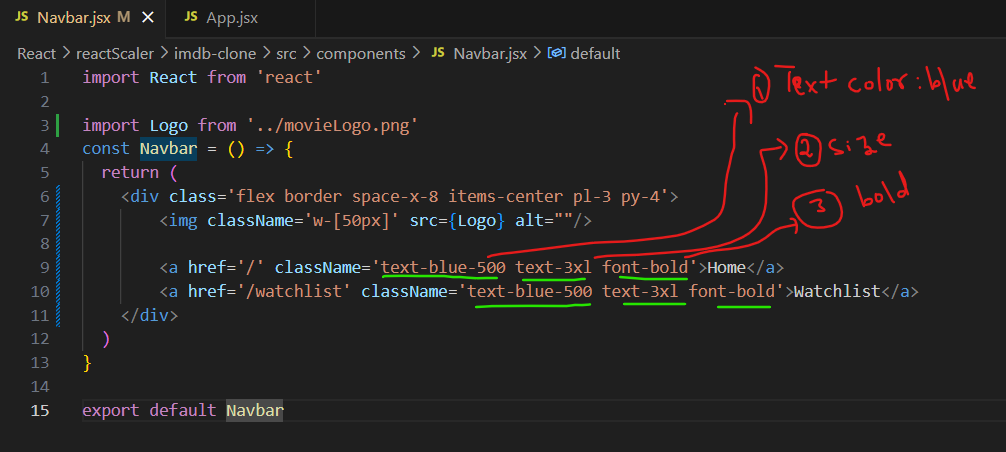 JS Navbar.jsx M × JS App.jsx
React > reactScaler > imdb-clone > src > components > JS Navbar.jsx > default
1 import React from 'react'
2
3 import Logo from '../movieLogo.png'
4 const Navbar = () => {
5 return (
6 <div class='flex border space-x-8 items-center pl-3 py-4'>
7 <img className='w-[50px]' src={Logo} alt=""/>
8
9 <a href='/' className='text-blue-500 text-3xl font-bold'>Home</a>
10 <a href='/watchlist' className='text-blue-500 text-3xl font-bold'>Watchlist</a>
11 </div>
12 )
13 }
14
15 export default Navbar
1 Text color:blue
2 size
3 bold